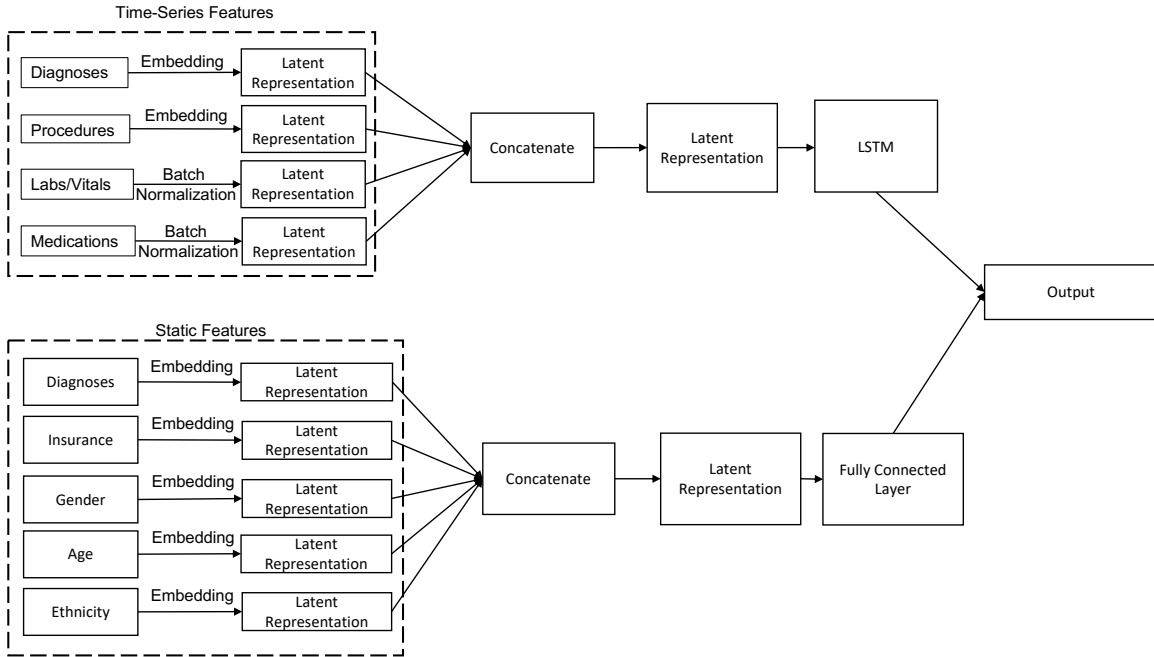 Time-Series Features
Diagnoses
Embedding
Latent
Representation
Procedures
Embedding
Latent
Representation
Labs/Vitals
Batch
Normalization
Latent
Representation
Medications
Batch
Normalization
Latent
Representation
Concatenate
Latent
Representation
LSTM
Output
Static Features
Diagnoses
Embedding
Latent
Representation
Insurance
Embedding
Latent
Representation
Gender
Embedding
Latent
Representation
Age
Embedding
Latent
Representation
Ethnicity
Embedding
Latent
Representation
Concatenate
Latent
Representation
Fully Connected
Layer